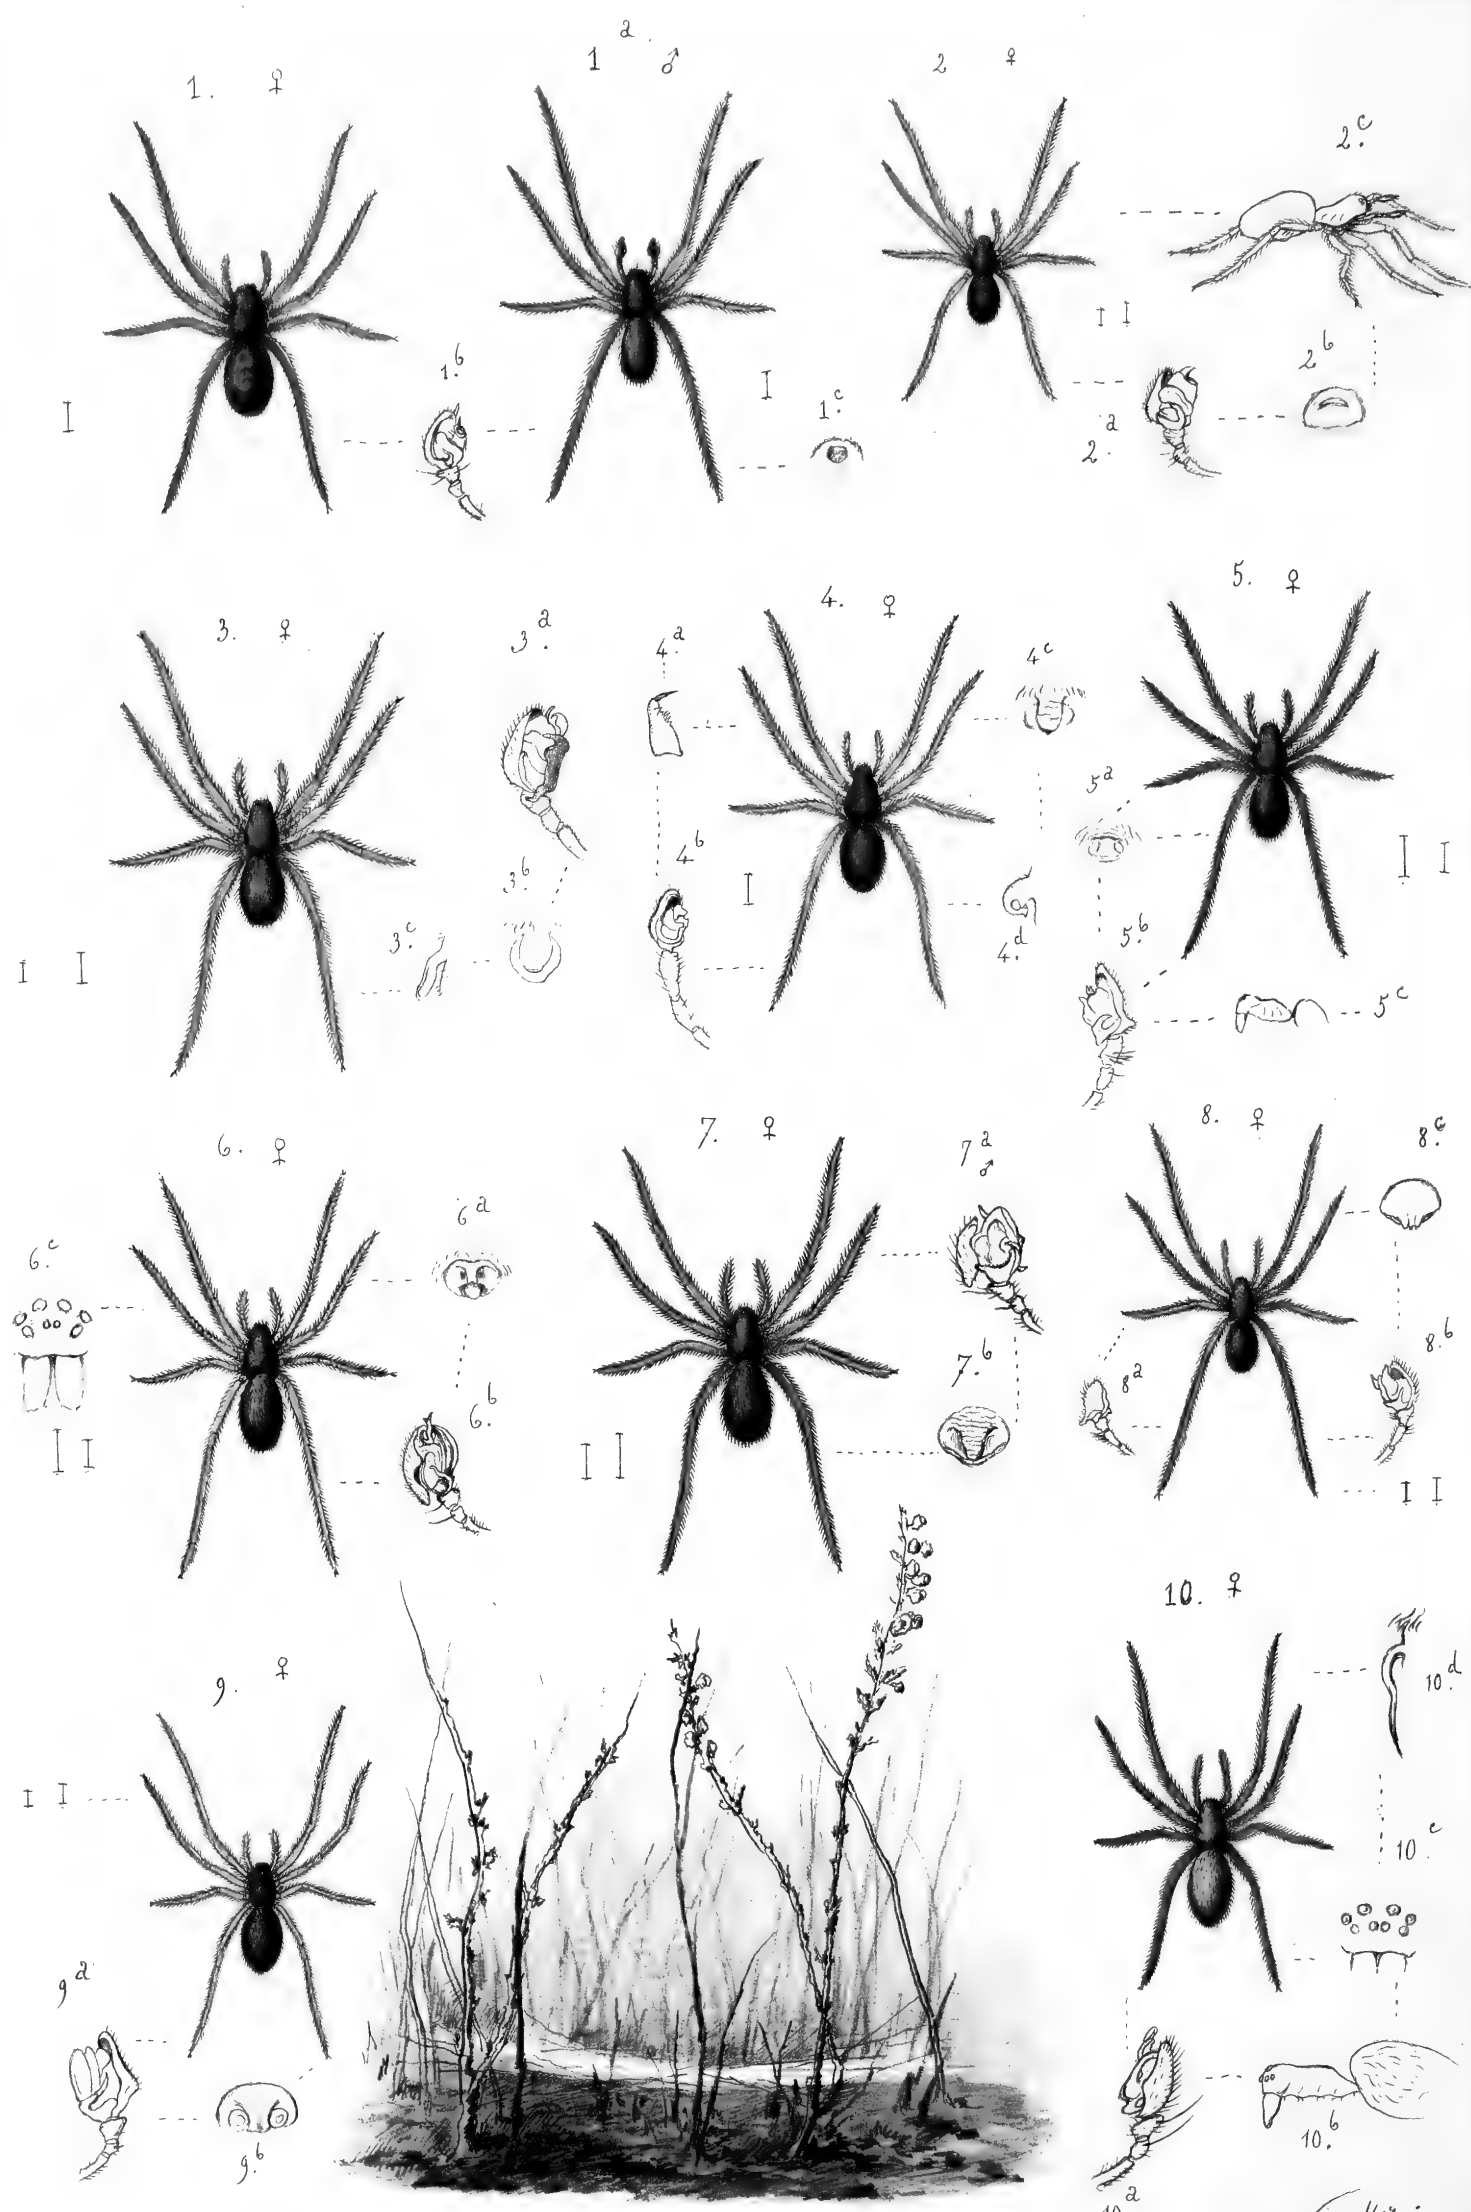 1. ♀
1 a ♂
2 ♀
2.c
1.b
1.c
2.a
2.b
3. ♀
3.a
3.b
3.c
4. ♀
4.a
4.b
4.c
4.d
5. ♀
5.a
5.b
5.c
6. ♀
6.a
6.b
6.c
7. ♀
7.a ♂
7.b
8. ♀
8.a
8.b
8.c
9. ♀
9.a
9.b
10. ♀
10.a
10.b
10.c
10.d